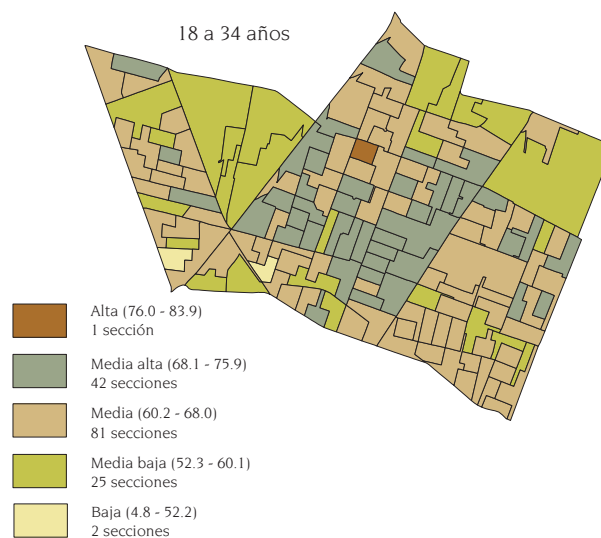 18 a 34 años
Alta (76.0 - 83.9)
1 sección
Media alta (68.1 - 75.9)
42 secciones
Media (60.2 - 68.0)
81 secciones
Media baja (52.3 - 60.1)
25 secciones
Baja (4.8 - 52.2)
2 secciones